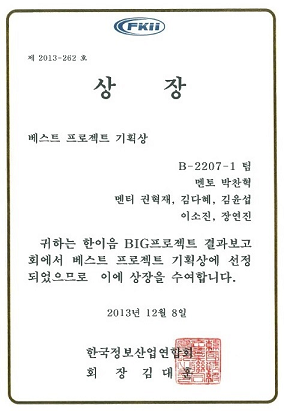 FKii
제 2013-262 호
상 장
베스트 프로젝트 기획상
B-2207-1 팀
멘토 박찬혁
멘티 권혁재, 김다혜, 김윤섭
이소진, 장연진
귀하는 한이음 BIG프로젝트 결과보고
회에서 베스트 프로젝트 기획상에 선정
되었으므로 이에 상장을 수여합니다.
2013년 12월 8일
한국정보산업연합회
회 장 김 대 훈